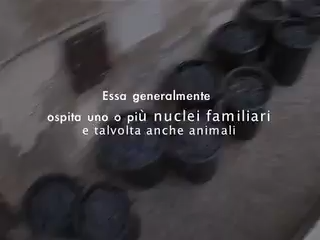 Essa generalmente
ospita uno o più nuclei familiari
e talvolta anche animali